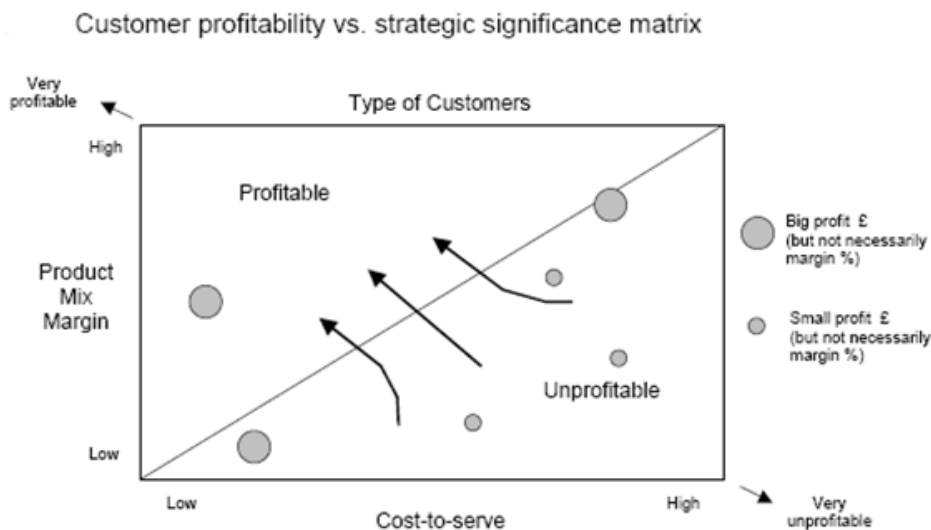 Customer profitability vs. strategic significance matrix
Very
profitable
Type of Customers
High
Profitable
Big profit £
(but not necessarily
margin %)
Product
Mix
Margin
Small profit £
(but not necessarily
margin %)
Unprofitable
Low
Low
High
Cost-to-serve
Very
unprofitable